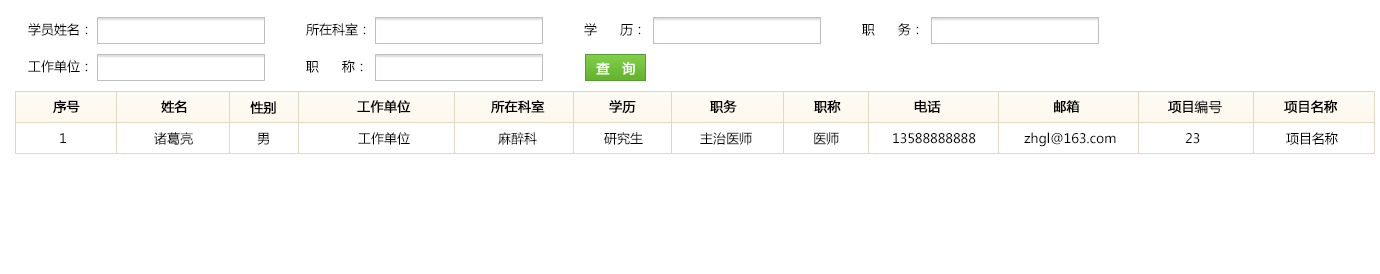 学员姓名： 所在科室： 学 历： 职 务：
工作单位： 职 称： 查 询
序号 姓名 性别 工作单位 所在科室 学历 职务 职称 电话 邮箱 项目编号 项目名称
1 诸葛亮 男 工作单位 麻醉科 研究生 主治医师 医师 13588888888 zhgl@163.com 23 项目名称